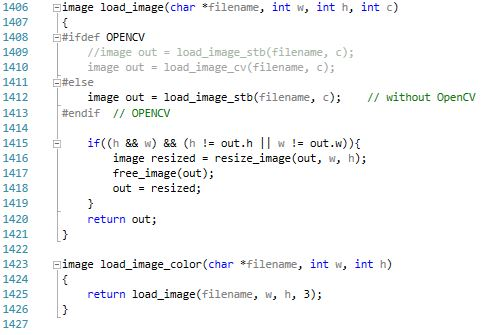 1406 image load_image(char *filename, int w, int h, int c)
1407 {
1408 #ifdef OPENCV
1409     //image out = load_image_stb(filename, c);
1410     image out = load_image_cv(filename, c);
1411 #else
1412     image out = load_image_stb(filename, c);    // without OpenCV
1413 #endif  // OPENCV
1414
1415     if((h && w) && (h != out.h || w != out.w)){
1416         image resized = resize_image(out, w, h);
1417         free_image(out);
1418         out = resized;
1419     }
1420     return out;
1421 }
1422
1423 image load_image_color(char *filename, int w, int h)
1424 {
1425     return load_image(filename, w, h, 3);
1426 }
1427